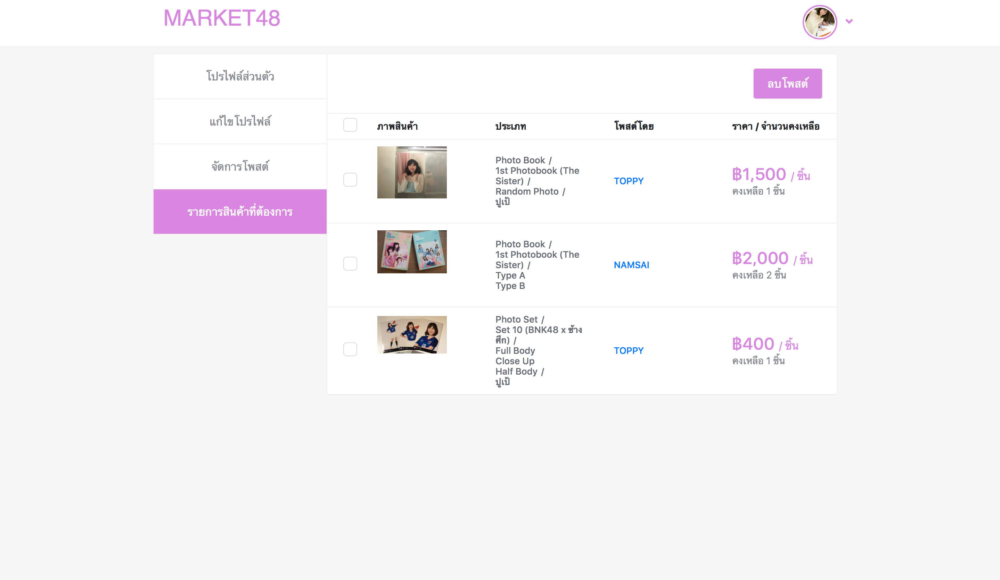 MARKET48
โปรไฟล์ส่วนตัว
แก้ไขโปรไฟล์
จัดการโพสต์
รายการสินค้าที่ต้องการ
ลบโพสต์
ภาพสินค้า ประเภท โพสต์โดย ราคา / จำนวนคงเหลือ
Photo Book /
1st Photobook (The
Sister) /
Random Photo /
ปูเป้
TOPPY
฿1,500 / ชิ้น
คงเหลือ 1 ชิ้น
The
Sisters
The
Sisters
Photo Book /
1st Photobook (The
Sister) /
Type A
Type B
NAMSAI
฿2,000 / ชิ้น
คงเหลือ 2 ชิ้น
Photo Set /
Set 10 (BNK48 x ช้าง
ศึก) /
Full Body
Close Up
Half Body /
ปูเป้
TOPPY
฿400 / ชิ้น
คงเหลือ 1 ชิ้น